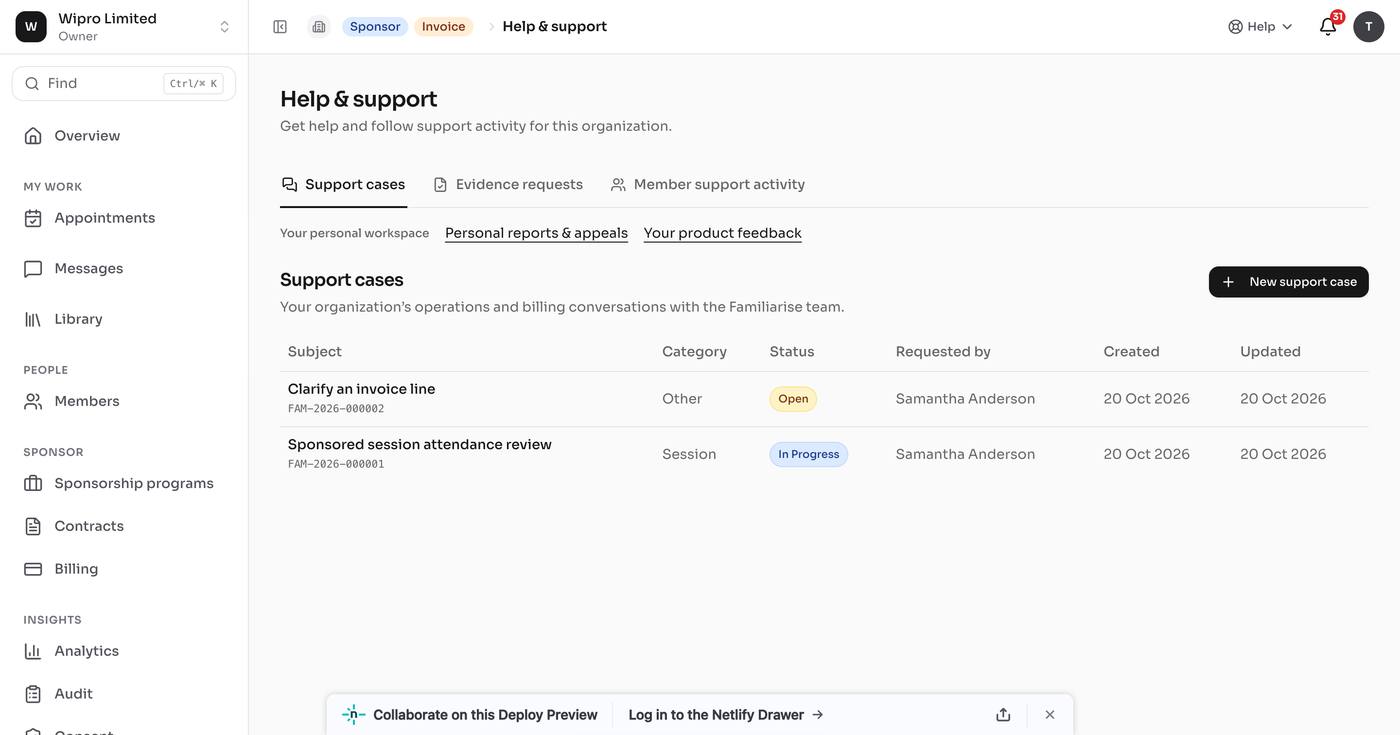 W
Wipro Limited
Owner
Sponsor
Invoice
Help & support
Help
31
T
Find
Ctrl/⌘ K
Overview
MY WORK
Appointments
Messages
Library
PEOPLE
Members
SPONSOR
Sponsorship programs
Contracts
Billing
INSIGHTS
Analytics
Audit
Help & support
Get help and follow support activity for this organization.
Support cases
Evidence requests
Member support activity
Your personal workspace
Personal reports & appeals
Your product feedback
Support cases
New support case
Your organization’s operations and billing conversations with the Familiarise team.
Subject Category Status Requested by Created Updated
Clarify an invoice line
FAM-2026-000002
Other Open Samantha Anderson 20 Oct 2026 20 Oct 2026
Sponsored session attendance review
FAM-2026-000001
Session In Progress Samantha Anderson 20 Oct 2026 20 Oct 2026
n
Collaborate on this Deploy Preview
Log in to the Netlify Drawer →